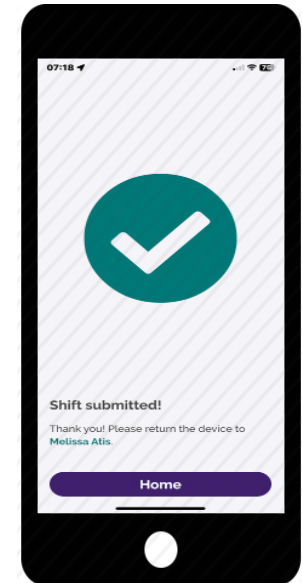 07:18
Shift submitted!
Thank you! Please return the device to
Melissa Atis.
Home